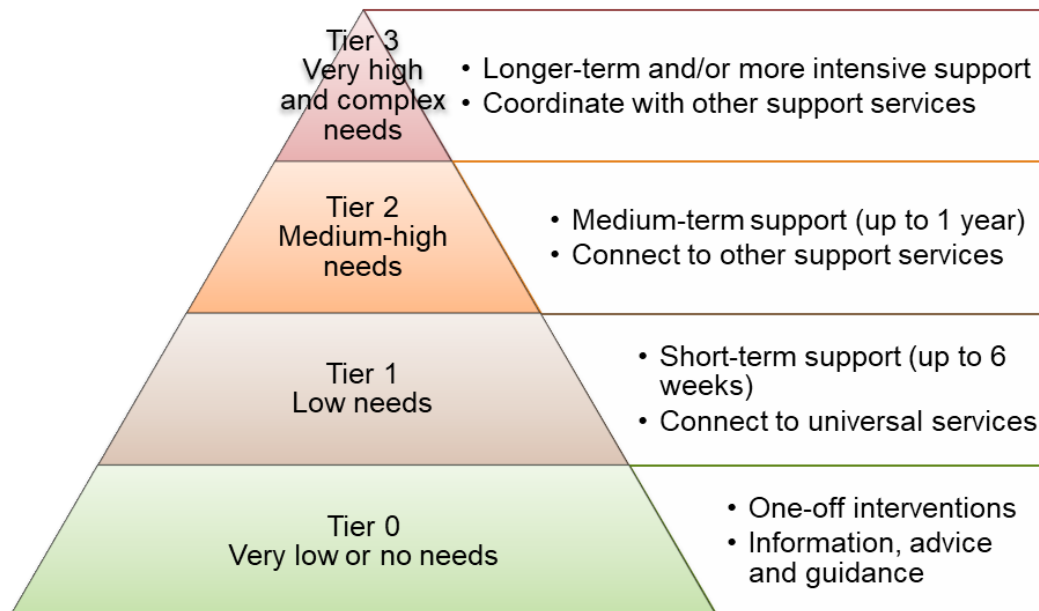 Tier 3
Very high
and complex
needs
• Longer-term and/or more intensive support
• Coordinate with other support services
Tier 2
Medium-high
needs
• Medium-term support (up to 1 year)
• Connect to other support services
Tier 1
Low needs
• Short-term support (up to 6
weeks)
• Connect to universal services
Tier 0
Very low or no needs
• One-off interventions
• Information, advice
and guidance